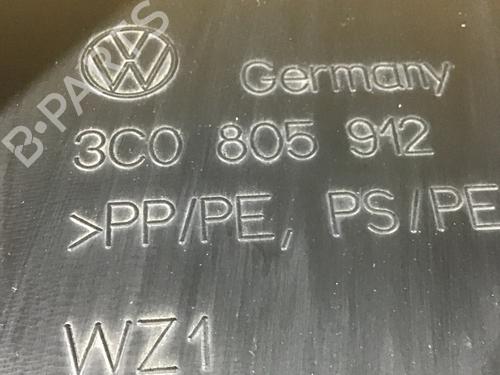 B-PARTS
Germany
3C0 805 912
>PP/PE, PS/PE
WZ1